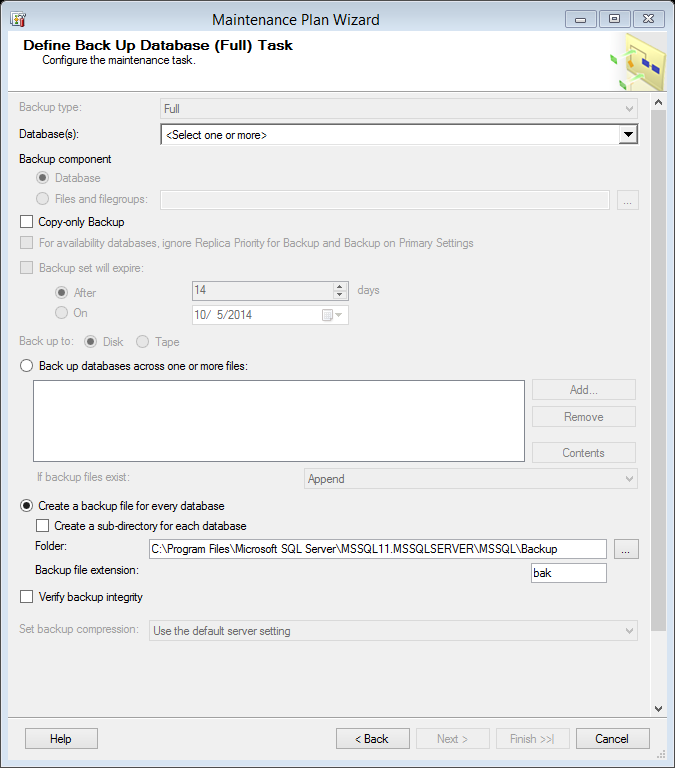 Maintenance Plan Wizard
Define Back Up Database (Full) Task
Configure the maintenance task.
Backup type: Full
Database(s): <Select one or more>
Backup component
Database
Files and filegroups: ...
Copy-only Backup
For availability databases, ignore Replica Priority for Backup and Backup on Primary Settings
Backup set will expire:
After 14 days
On 10/ 5/2014
Back up to: Disk Tape
Back up databases across one or more files:
Add...
Remove
Contents
If backup files exist: Append
Create a backup file for every database
Create a sub-directory for each database
Folder: C:\Program Files\Microsoft SQL Server\MSSQL11.MSSQLSERVER\MSSQL\Backup ...
Backup file extension: bak
Verify backup integrity
Set backup compression: Use the default server setting
Help < Back Next > Finish >>| Cancel